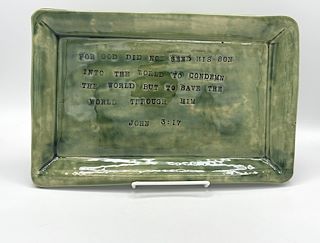 FOR GOD DID NOT SEND HIS SON
INTO THE WORLD TO CONDEMN
THE WORLD BUT TO SAVE THE
WORLD THROUGH HIM
JOHN 3:17